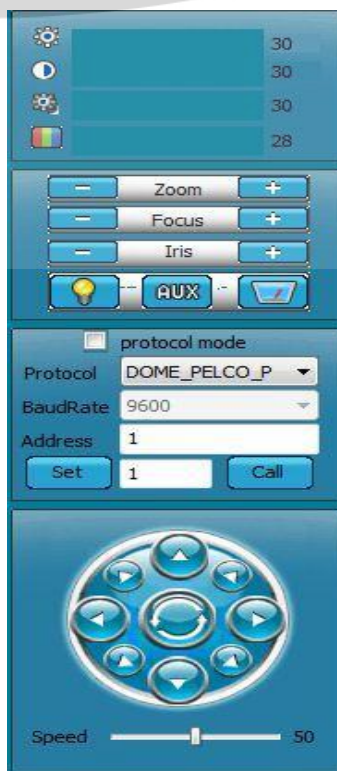 30
30
30
28
− Zoom +
− Focus +
− Iris +
AUX
protocol mode
Protocol DOME_PELCO_P
BaudRate 9600
Address 1
Set 1 Call
Speed 50